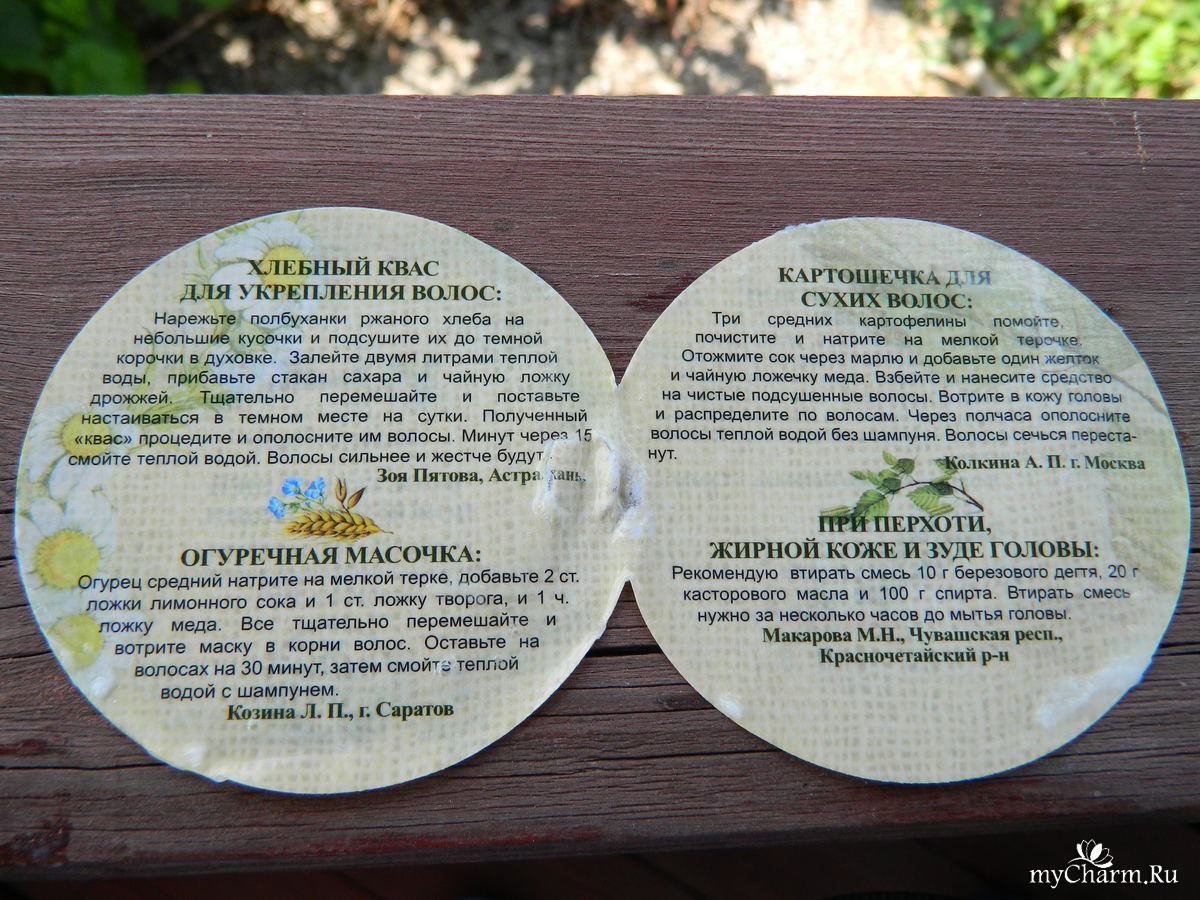 ХЛЕБНЫЙ КВАС
ДЛЯ УКРЕПЛЕНИЯ ВОЛОС:
Нарежьте полбуханки ржаного хлеба на
небольшие кусочки и подсушите их до темной
корочки в духовке. Залейте двумя литрами теплой
воды, прибавьте стакан сахара и чайную ложку
дрожжей. Тщательно перемешайте и поставьте
настаиваться в темном месте на сутки. Полученный
«квас» процедите и ополосните им волосы. Минут через 15
смойте теплой водой. Волосы сильнее и жестче будут.
Зоя Пятова, Астрахань,
ОГУРЕЧНАЯ МАСОЧКА:
Огурец средний натрите на мелкой терке, добавьте 2 ст.
ложки лимонного сока и 1 ст. ложку творога, и 1 ч.
ложку меда. Все тщательно перемешайте и
вотрите маску в корни волос. Оставьте на
волосах на 30 минут, затем смойте теплой
водой с шампунем.
Козина Л. П., г. Саратов
КАРТОШЕЧКА ДЛЯ
СУХИХ ВОЛОС:
Три средних картофелины помойте,
почистите и натрите на мелкой терочке.
Отожмите сок через марлю и добавьте один желток
и чайную ложечку меда. Взбейте и нанесите средство
на чистые подсушенные волосы. Вотрите в кожу головы
и распределите по волосам. Через полчаса ополосните
волосы теплой водой без шампуня. Волосы сечься переста-
нут.
Колкина А. П. г. Москва
ПРИ ПЕРХОТИ,
ЖИРНОЙ КОЖЕ И ЗУДЕ ГОЛОВЫ:
Рекомендую втирать смесь 10 г березового дегтя, 20 г
касторового масла и 100 г спирта. Втирать смесь
нужно за несколько часов до мытья головы.
Макарова М.Н., Чувашская респ.,
Красночетайский р-н
myCharm.Ru